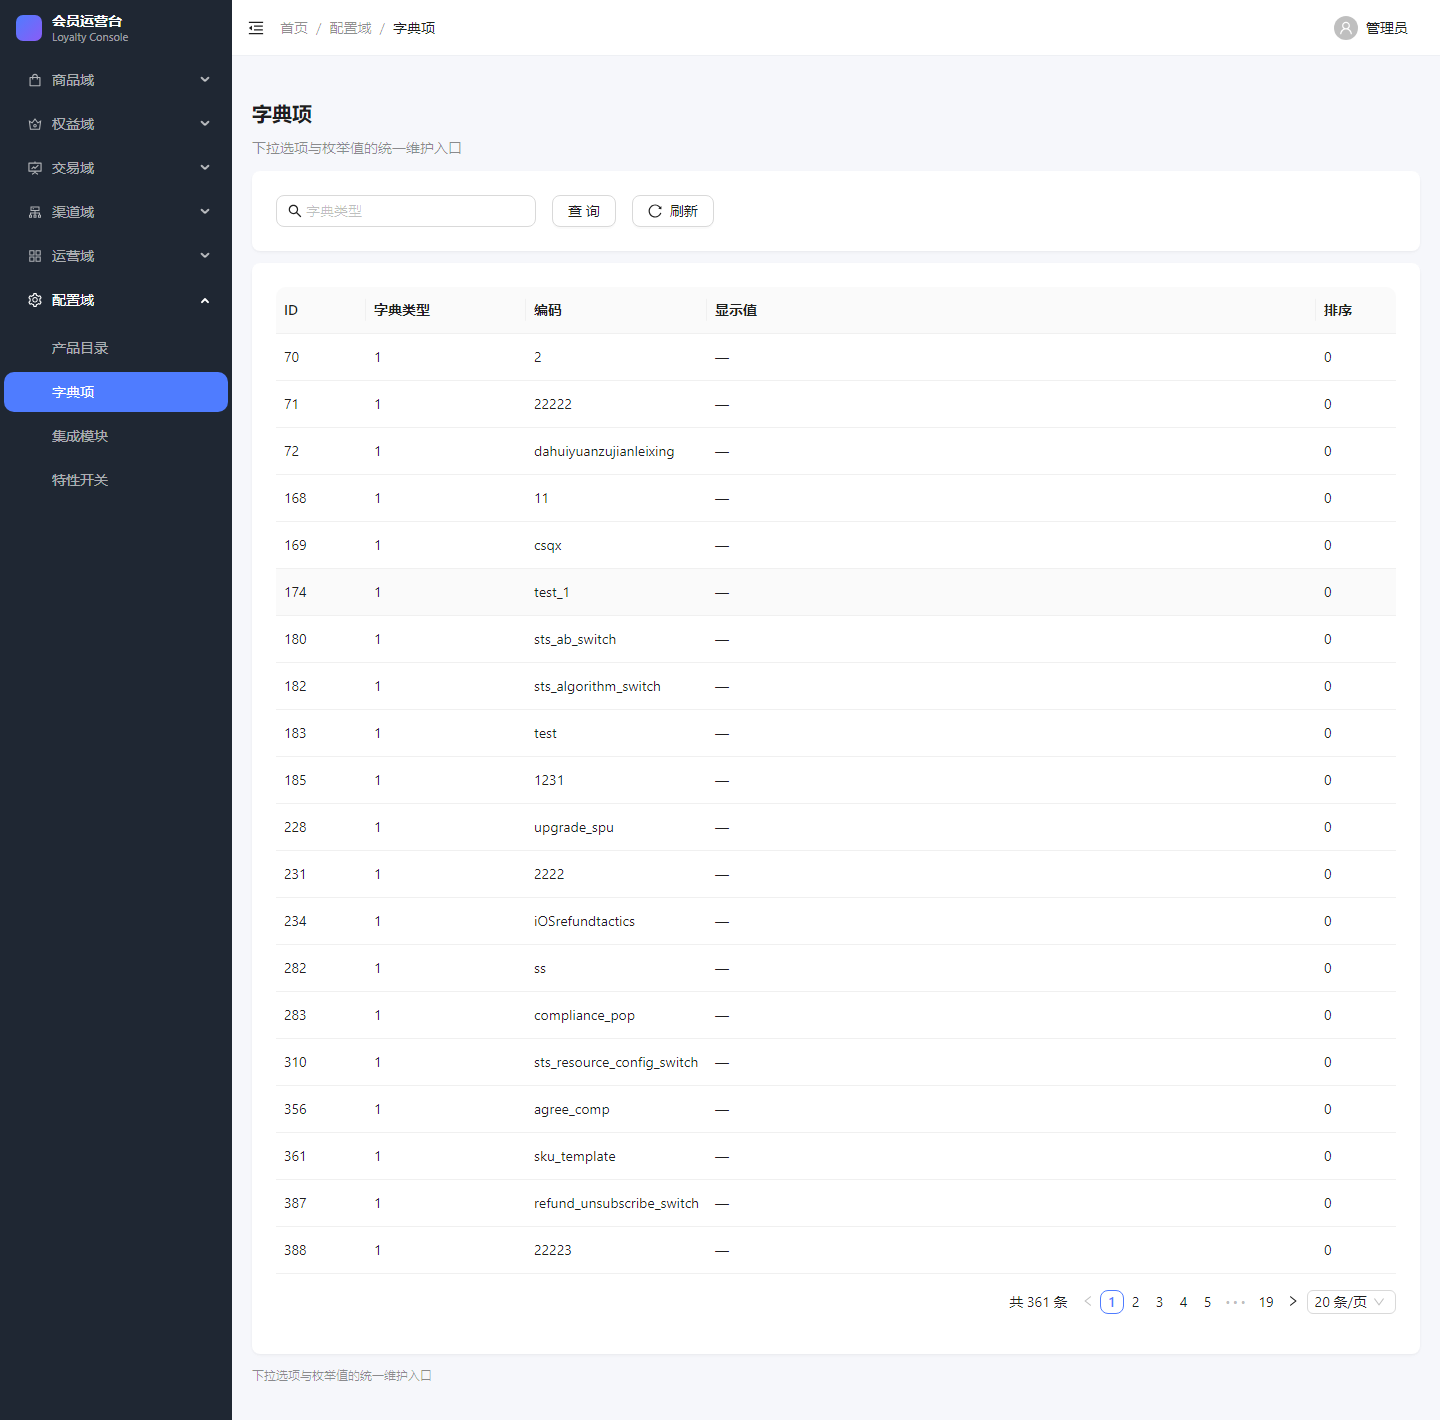 会员运营台
Loyalty Console
商品域
权益域
交易域
渠道域
运营域
配置域
产品目录
字典项
集成模块
特性开关
首页 / 配置域 / 字典项
管理员
字典项
下拉选项与枚举值的统一维护入口
字典类型 查 询 刷新
ID 字典类型 编码 显示值 排序
70 1 2 — 0
71 1 22222 — 0
72 1 dahuiyuanzujianleixing — 0
168 1 11 — 0
169 1 csqx — 0
174 1 test_1 — 0
180 1 sts_ab_switch — 0
182 1 sts_algorithm_switch — 0
183 1 test — 0
185 1 1231 — 0
228 1 upgrade_spu — 0
231 1 2222 — 0
234 1 iOSrefundtactics — 0
282 1 ss — 0
283 1 compliance_pop — 0
310 1 sts_resource_config_switch — 0
356 1 agree_comp — 0
361 1 sku_template — 0
387 1 refund_unsubscribe_switch — 0
388 1 22223 — 0
共 361 条 1 2 3 4 5 ••• 19 20 条/页
下拉选项与枚举值的统一维护入口